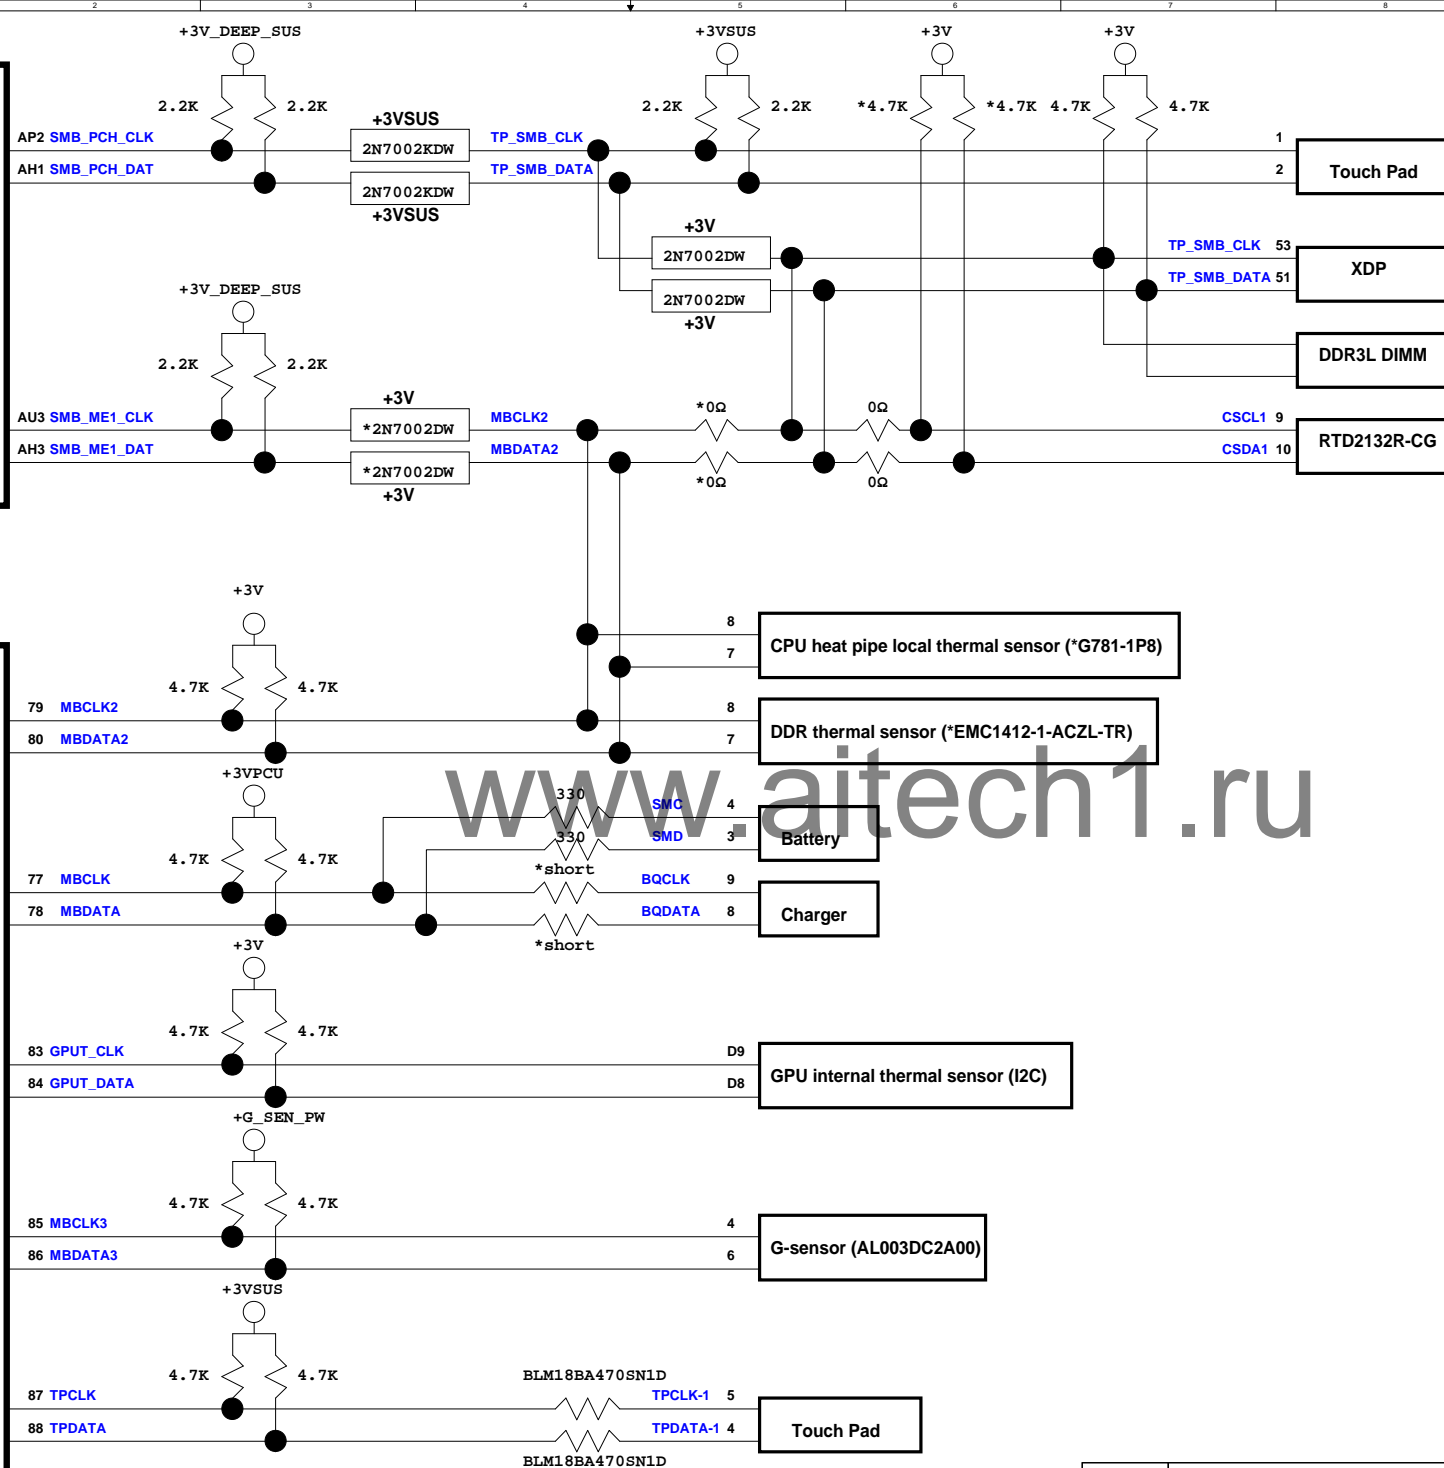 2 3 4 5 6 7 8
+3V_DEEP_SUS +3VSUS +3V +3V
2.2K 2.2K 2.2K 2.2K *4.7K *4.7K 4.7K 4.7K
+3VSUS
AP2 SMB_PCH_CLK 2N7002KDW TP_SMB_CLK 1
AH1 SMB_PCH_DAT 2N7002KDW TP_SMB_DATA 2
Touch Pad
+3VSUS
+3V
2N7002DW TP_SMB_CLK 53
XDP
2N7002DW TP_SMB_DATA 51
+3V
+3V_DEEP_SUS
DDR3L DIMM
2.2K 2.2K
+3V *0Ω 0Ω
AU3 SMB_ME1_CLK *2N7002DW MBCLK2 CSCL1 9
RTD2132R-CG
AH3 SMB_ME1_DAT *2N7002DW MBDATA2 CSDA1 10
+3V *0Ω 0Ω
+3V
8
CPU heat pipe local thermal sensor (*G781-1P8)
7
4.7K 4.7K
79 MBCLK2 8
DDR thermal sensor (*EMC1412-1-ACZL-TR)
80 MBDATA2 7
www.aitech1.ru
+3VPCU
330 SMC 4
Battery
330 SMD 3
4.7K 4.7K
*short
77 MBCLK BQCLK 9
Charger
78 MBDATA BQDATA 8
*short
+3V
4.7K 4.7K
83 GPUT_CLK D9
GPU internal thermal sensor (I2C)
84 GPUT_DATA D8
+G_SEN_PW
4.7K 4.7K
85 MBCLK3 4
G-sensor (AL003DC2A00)
86 MBDATA3 6
+3VSUS
4.7K 4.7K
BLM18BA470SN1D
87 TPCLK TPCLK-1 5
Touch Pad
88 TPDATA TPDATA-1 4
BLM18BA470SN1D